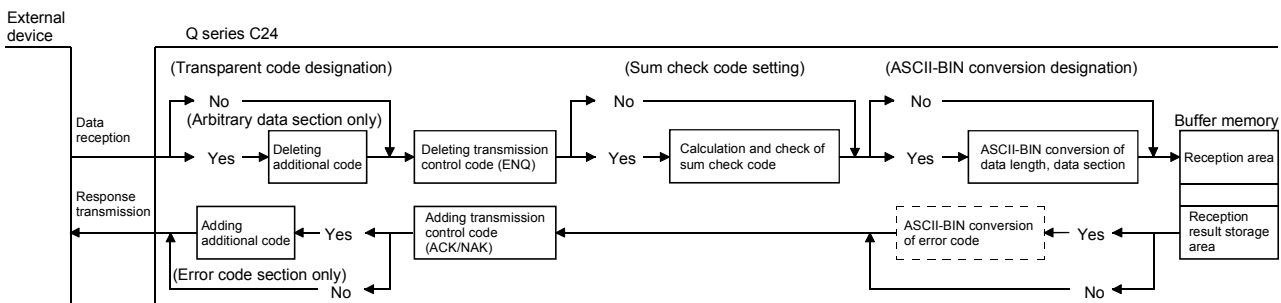 External
device
Q series C24
(Transparent code designation)
(Sum check code setting)
(ASCII-BIN conversion designation)
No
No
No
(Arbitrary data section only)
Data
reception
Buffer memory
Yes
Deleting
additional code
Deleting transmission
control code (ENQ)
Yes
Calculation and check of
sum check code
Yes
ASCII-BIN conversion of
data length, data section
Reception area
Response
transmission
Adding
additional code
Yes
Adding transmission
control code
(ACK/NAK)
ASCII-BIN conversion
of error code
Yes
Reception
result storage
area
(Error code section only)
No
No